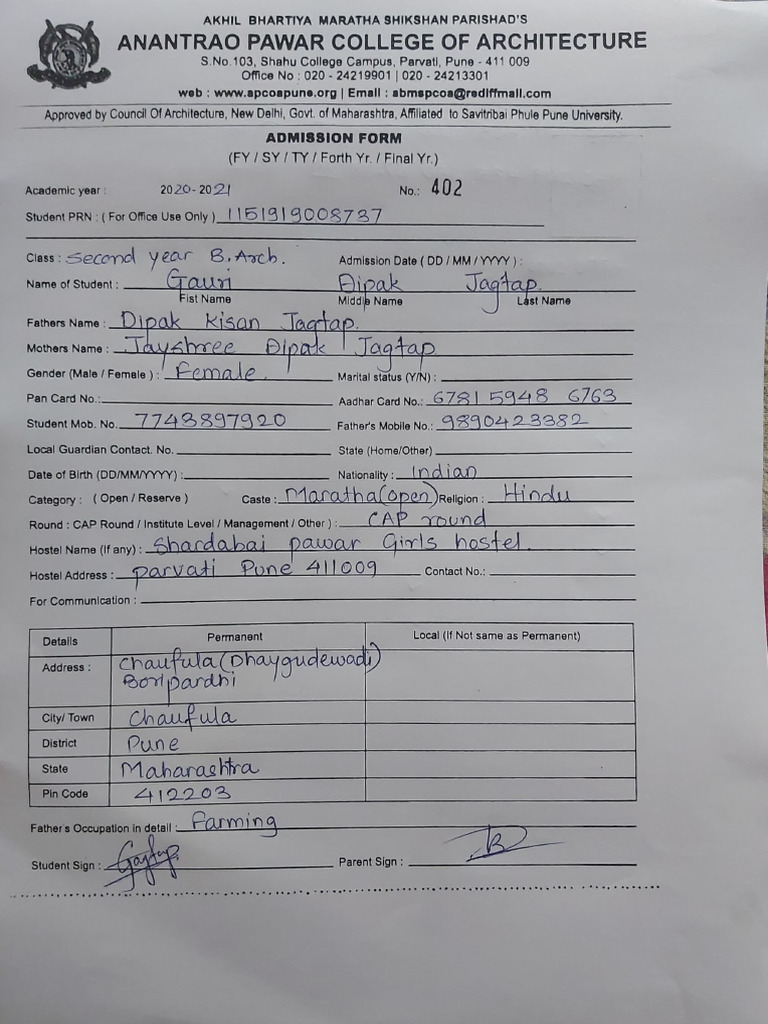 AKHIL BHARTIYA MARATHA SHIKSHAN PARISHAD'S
ANANTRAO PAWAR COLLEGE OF ARCHITECTURE
S.No.103, Shahu College Campus, Parvati, Pune - 411 009
Office No : 020 - 24219901 | 020 - 24213301
web : www.apcoapune.org | Email : abmspcoa@rediffmail.com
Approved by Council Of Architecture, New Delhi, Govt. of Maharashtra, Affiliated to Savitribai Phule Pune University.
ADMISSION FORM
(FY / SY / TY / Forth Yr. / Final Yr.)
Academic year : 2020-2021 No.: 402
Student PRN : ( For Office Use Only ) 1151919008737
Class : Second year B.Arch. Admission Date ( DD / MM / YYYY ) :
Name of Student : Gauri Dipak Jagtap.
Fist Name Middle Name Last Name
Fathers Name : Dipak Kisan Jagtap.
Mothers Name : Jayshree Dipak Jagtap
Gender (Male / Female ) : Female. Marital status (Y/N) :
Pan Card No.: Aadhar Card No.: 6781 5948 6763
Student Mob. No. 7743897920 Father's Mobile No.: 9890423382
Local Guardian Contact. No. State (Home/Other)
Date of Birth (DD/MM/YYYY) : Nationality : Indian
Category : ( Open / Reserve ) Caste : Maratha(open) Religion : Hindu
Round : CAP Round / Institute Level / Management / Other ) : CAP round
Hostel Name (If any) : Shardabai pawar Girls hostel.
Hostel Address : parvati Pune 411009 Contact No.:
For Communication :
Details Permanent Local (If Not same as Permanent)
Address : Chaufula(Dhaygudewadi)
Boripardhi
City/ Town Chaufula
District Pune
State Maharashtra
Pin Code 412203
Father's Occupation in detail : Farming
Student Sign : Gajtap. Parent Sign :